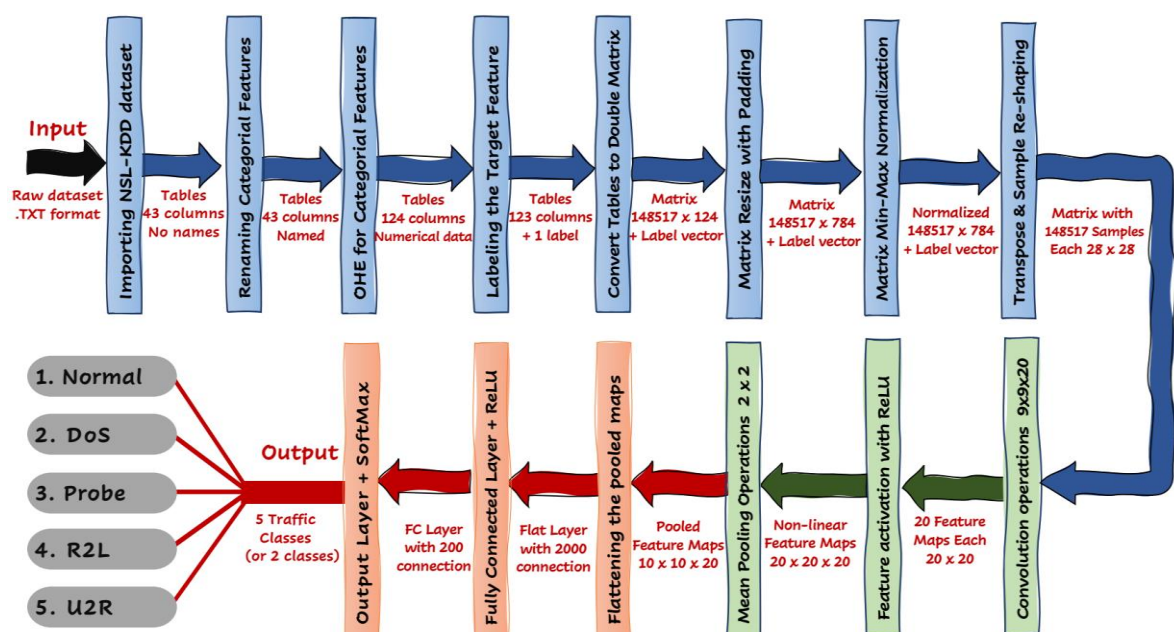 Input
Raw dataset
.TXT format
Importing NSL-KDD dataset
Tables
43 columns
No names
Renaming Categorial Features
Tables
43 columns
Named
OHE for Categorial Features
Tables
124 columns
Numerical data
Labeling the Target Feature
Tables
123 columns
+ 1 label
Convert Tables to Double Matrix
Matrix
148517 x 124
+ Label vector
Matrix Resize with Padding
Matrix
148517 x 784
+ Label vector
Matrix Min-Max Normalization
Normalized
148517 x 784
+ Label vector
Transpose & Sample Re-shaping
Matrix with
148517 Samples
Each 28 x 28
Convolution operations 9x9x20
20 Feature
Maps Each
20 x 20
Feature activation with ReLU
Non-linear
Feature Maps
20 x 20 x 20
Mean Pooling Operations 2 x 2
Pooled
Feature Maps
10 x 10 x 20
Flattening the pooled maps
Flat Layer
with 2000
connection
Fully Connected Layer + ReLU
FC Layer
with 200
connection
Output Layer + SoftMax
Output
5 Traffic
Classes
(or 2 classes)
1. Normal
2. DoS
3. Probe
4. R2L
5. U2R